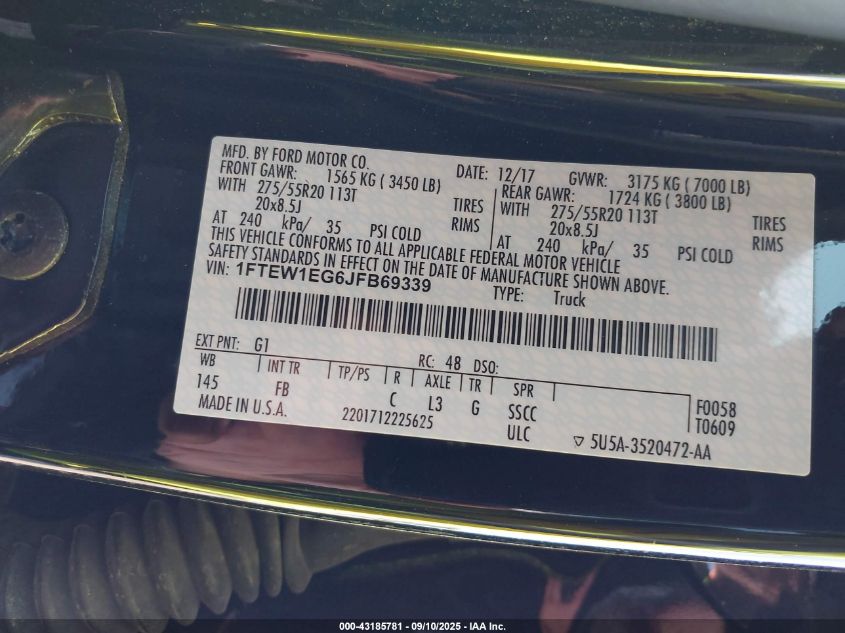 MFD. BY FORD MOTOR CO. DATE: 12/17 GVWR: 3175 KG ( 7000 LB)
FRONT GAWR: 1565 KG ( 3450 LB) REAR GAWR: 1724 KG ( 3800 LB)
WITH 275/55R20 113T TIRES WITH 275/55R20 113T TIRES
20x8.5J RIMS 20x8.5J RIMS
AT 240 kPa/ 35 PSI COLD AT 240 kPa/ 35 PSI COLD
THIS VEHICLE CONFORMS TO ALL APPLICABLE FEDERAL MOTOR VEHICLE
SAFETY STANDARDS IN EFFECT ON THE DATE OF MANUFACTURE SHOWN ABOVE.
VIN: 1FTEW1EG6JFB69339 TYPE: Truck
EXT PNT: G1 RC: 48 DSO:
WB INT TR TP/PS R AXLE TR SPR
145 FB C L3 G SSCC F0058
ULC T0609
MADE IN U.S.A. 2201712225625 ▽ 5U5A-3520472-AA
000-43185781 - 09/10/2025 - IAA Inc.